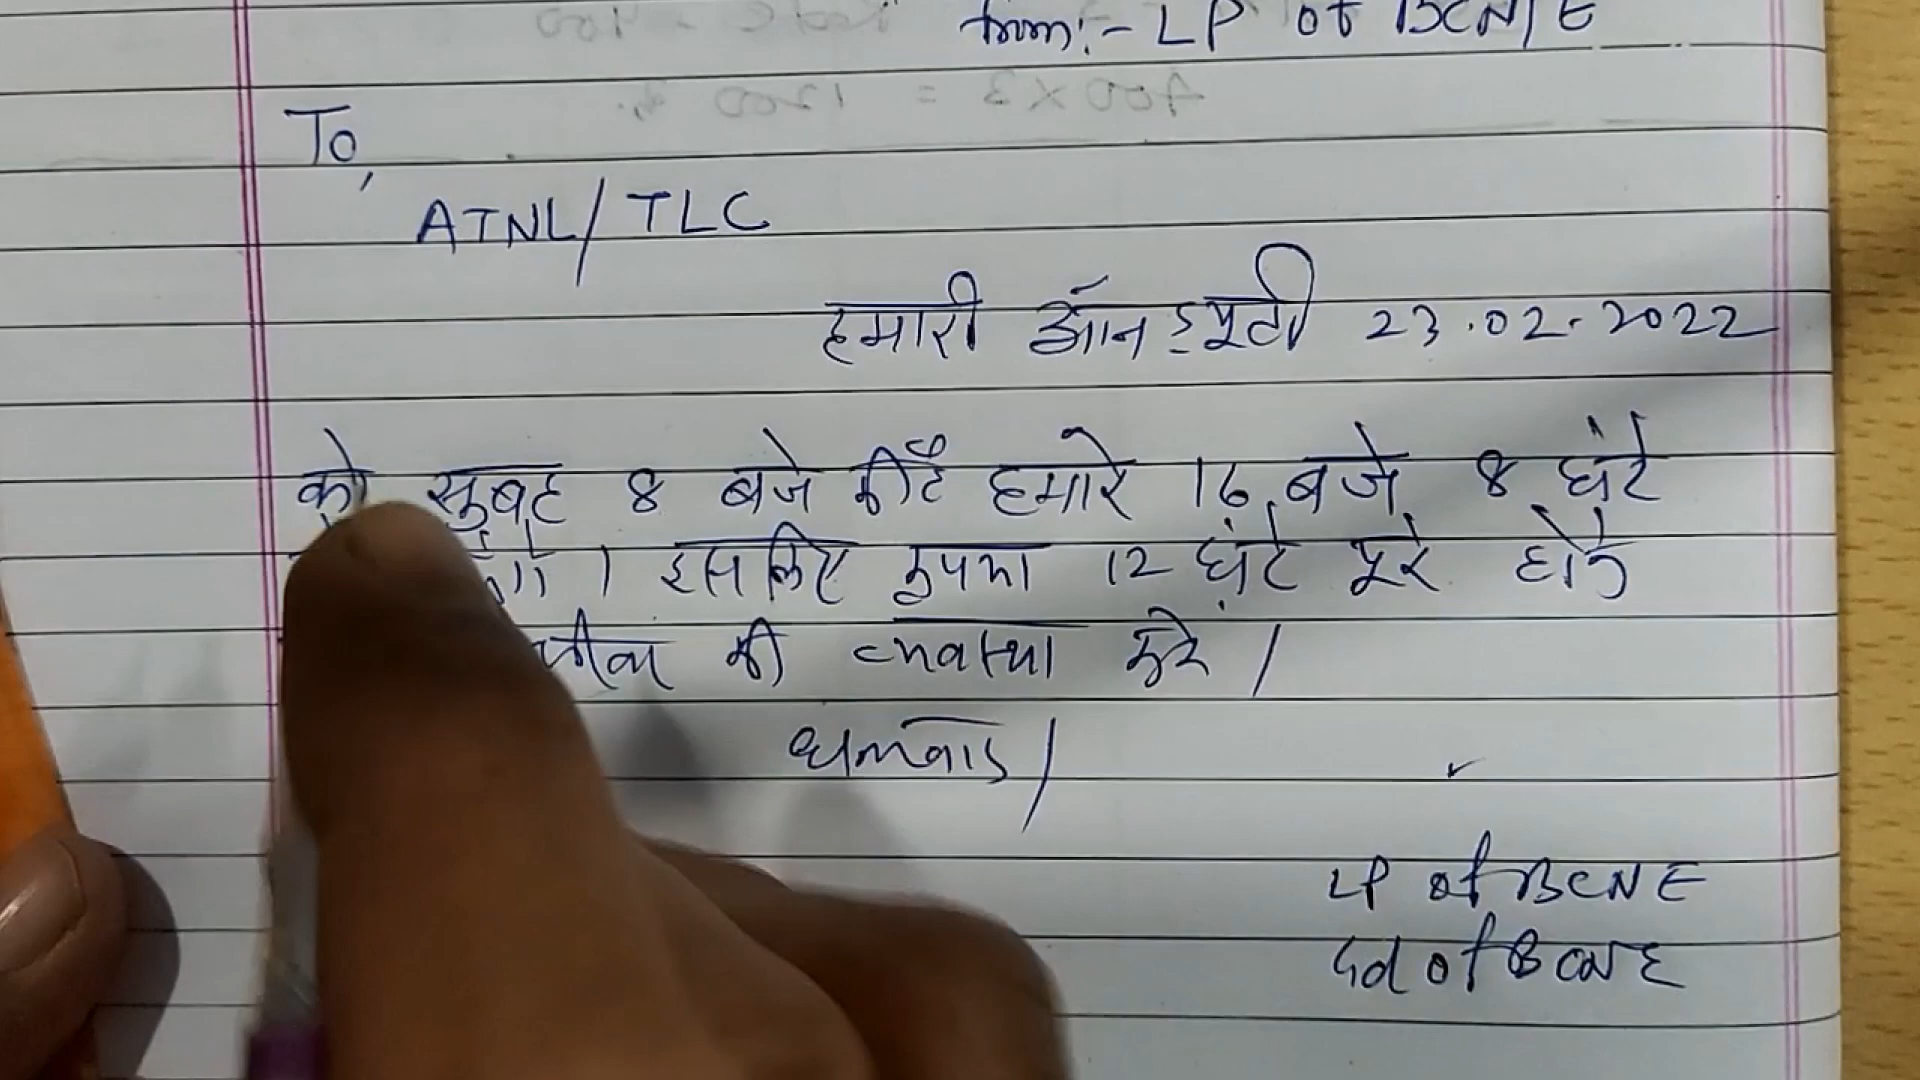 from:- LP of BCN/E
To,
ATNL/TLC
हमारी ऑन ड्यूटी 23.02.2022
को सुबह 8 बजे की है हमारे 16 बजे 8 घंटे
। इसलिए कृपया 12 घंटे पूरे होने
की व्यवस्था करे /
धन्यवाद /
LP of BCNE
Gd of BCNE